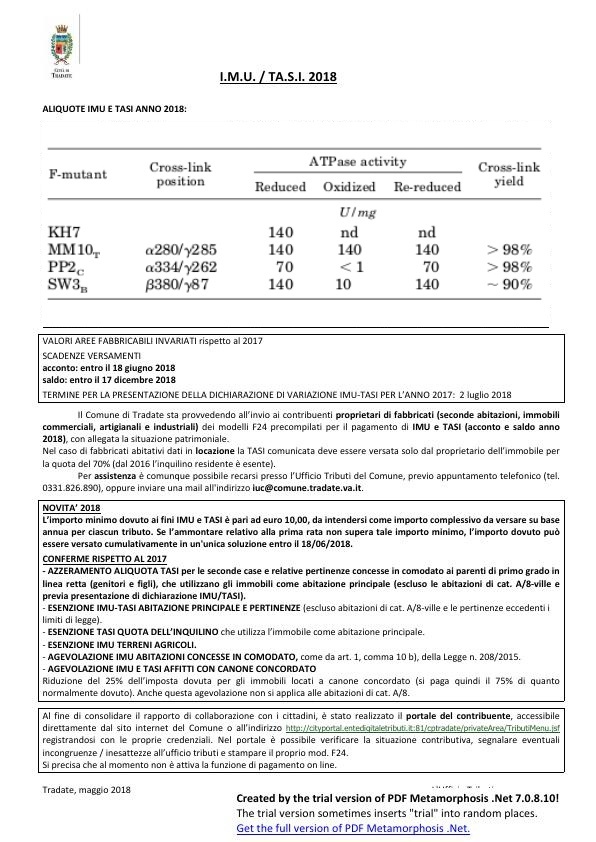 CITTÀ DI
TRADATE
I.M.U. / TA.S.I. 2018
ALIQUOTE IMU E TASI ANNO 2018:
F-mutant Cross-link position ATPase activity Cross-link yield
Reduced Oxidized Re-reduced
U/mg
KH7 140 nd nd
MM10T α280/γ285 140 140 140 > 98%
PP2C α334/γ262 70 < 1 70 > 98%
SW3B β380/γ87 140 10 140 ~ 90%
VALORI AREE FABBRICABILI INVARIATI rispetto al 2017
SCADENZE VERSAMENTI
acconto: entro il 18 giugno 2018
saldo: entro il 17 dicembre 2018
TERMINE PER LA PRESENTAZIONE DELLA DICHIARAZIONE DI VARIAZIONE IMU-TASI PER L'ANNO 2017: 2 luglio 2018
Il Comune di Tradate sta provvedendo all'invio ai contribuenti proprietari di fabbricati (seconde abitazioni, immobili
commerciali, artigianali e industriali) dei modelli F24 precompilati per il pagamento di IMU e TASI (acconto e saldo anno
2018), con allegata la situazione patrimoniale.
Nel caso di fabbricati abitativi dati in locazione la TASI comunicata deve essere versata solo dal proprietario dell'immobile per
la quota del 70% (dal 2016 l'inquilino residente è esente).
Per assistenza è comunque possibile recarsi presso l'Ufficio Tributi del Comune, previo appuntamento telefonico (tel.
0331.826.890), oppure inviare una mail all'indirizzo iuc@comune.tradate.va.it.
NOVITA' 2018
L'importo minimo dovuto ai fini IMU e TASI è pari ad euro 10,00, da intendersi come importo complessivo da versare su base
annua per ciascun tributo. Se l'ammontare relativo alla prima rata non supera tale importo minimo, l'importo dovuto può
essere versato cumulativamente in un'unica soluzione entro il 18/06/2018.
CONFERME RISPETTO AL 2017
- AZZERAMENTO ALIQUOTA TASI per le seconde case e relative pertinenze concesse in comodato ai parenti di primo grado in
linea retta (genitori e figli), che utilizzano gli immobili come abitazione principale (escluso le abitazioni di cat. A/8-ville e
previa presentazione di dichiarazione IMU/TASI).
- ESENZIONE IMU-TASI ABITAZIONE PRINCIPALE E PERTINENZE (escluso abitazioni di cat. A/8-ville e le pertinenze eccedenti i
limiti di legge).
- ESENZIONE TASI QUOTA DELL'INQUILINO che utilizza l'immobile come abitazione principale.
- ESENZIONE IMU TERRENI AGRICOLI.
- AGEVOLAZIONE IMU ABITAZIONI CONCESSE IN COMODATO, come da art. 1, comma 10 b), della Legge n. 208/2015.
- AGEVOLAZIONE IMU E TASI AFFITTI CON CANONE CONCORDATO
Riduzione del 25% dell'imposta dovuta per gli immobili locati a canone concordato (si paga quindi il 75% di quanto
normalmente dovuto). Anche questa agevolazione non si applica alle abitazioni di cat. A/8.
Al fine di consolidare il rapporto di collaborazione con i cittadini, è stato realizzato il portale del contribuente, accessibile
direttamente dal sito internet del Comune o all'indirizzo http://cityportal.entedigitaletributi.it:81/cptradate/privateArea/TributiMenu.jsf
registrandosi con le proprie credenziali. Nel portale è possibile verificare la situazione contributiva, segnalare eventuali
incongruenze / inesattezze all'ufficio tributi e stampare il proprio mod. F24.
Si precisa che al momento non è attiva la funzione di pagamento on line.
Tradate, maggio 2018
Created by the trial version of PDF Metamorphosis .Net 7.0.8.10!
The trial version sometimes inserts "trial" into random places.
Get the full version of PDF Metamorphosis .Net.